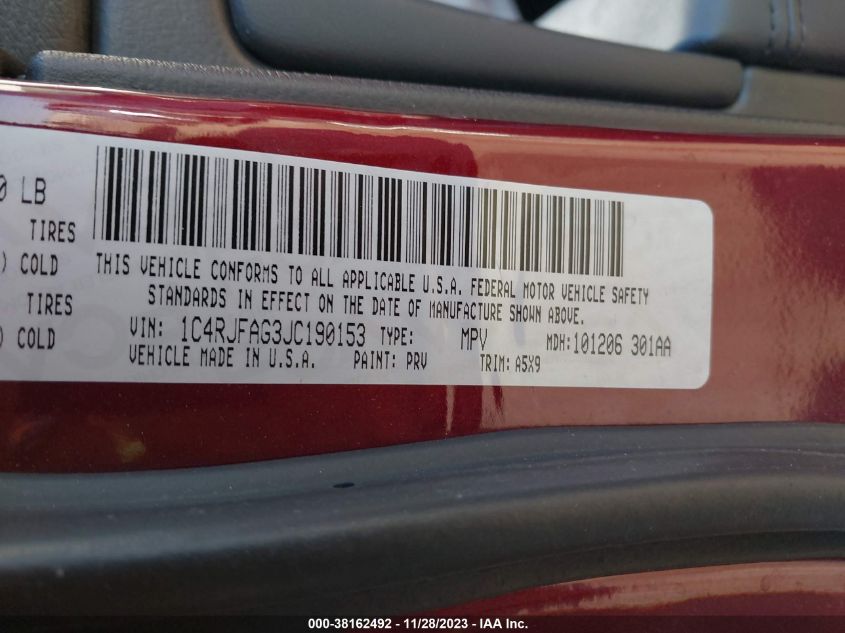 0 LB
TIRES
) COLD
TIRES
) COLD
THIS VEHICLE CONFORMS TO ALL APPLICABLE U.S.A. FEDERAL MOTOR VEHICLE SAFETY
STANDARDS IN EFFECT ON THE DATE OF MANUFACTURE SHOWN ABOVE.
VIN: 1C4RJFAG3JC190153 TYPE: MPV MDH:101206 301AA
VEHICLE MADE IN U.S.A. PAINT: PRV TRIM: A5X9
000-38162492 - 11/28/2023 - IAA Inc.